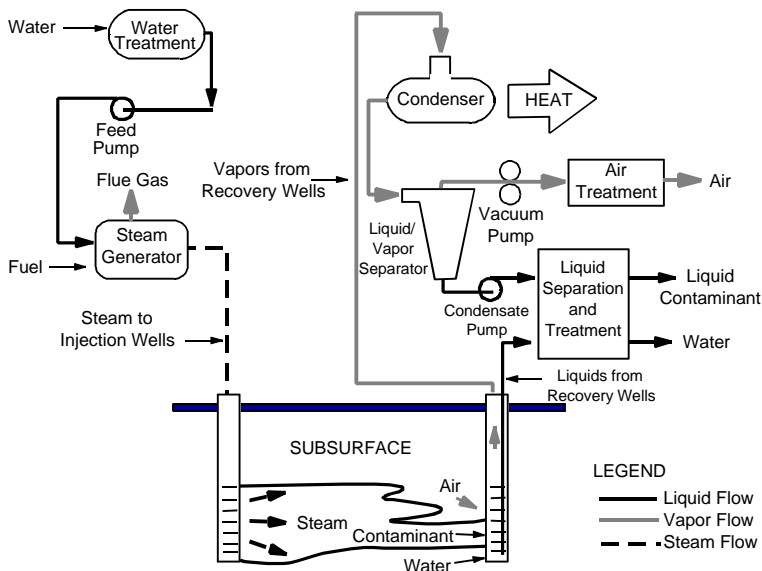 Water
Water
Treatment
Feed
Pump
Flue Gas
Steam
Generator
Fuel
Steam to
Injection Wells
Vapors from
Recovery Wells
Condenser
HEAT
Liquid/
Vapor
Separator
Vacuum
Pump
Air
Treatment
Air
Condensate
Pump
Liquid
Separation
and
Treatment
Liquid
Contaminant
Water
Liquids from
Recovery Wells
SUBSURFACE
Steam
Air
Contaminant
Water
LEGEND
Liquid Flow
Vapor Flow
Steam Flow